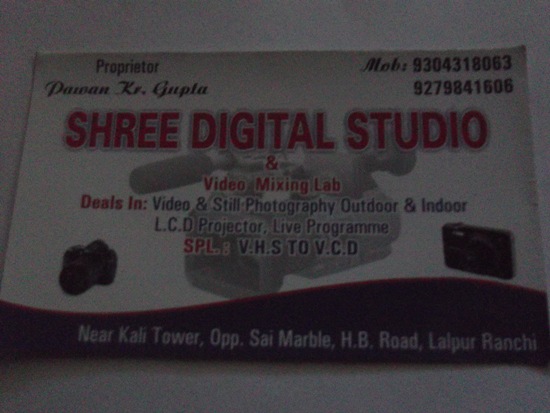 Proprietor
Pawan Kr. Gupta
Mob: 9304318063
9279841606
SHREE DIGITAL STUDIO
&
Video Mixing Lab
Deals In: Video & Still Photography Outdoor & Indoor
L.C.D Projector, Live Programme
SPL. : V.H.S TO V.C.D
Near Kali Tower, Opp. Sai Marble, H.B. Road, Lalpur Ranchi